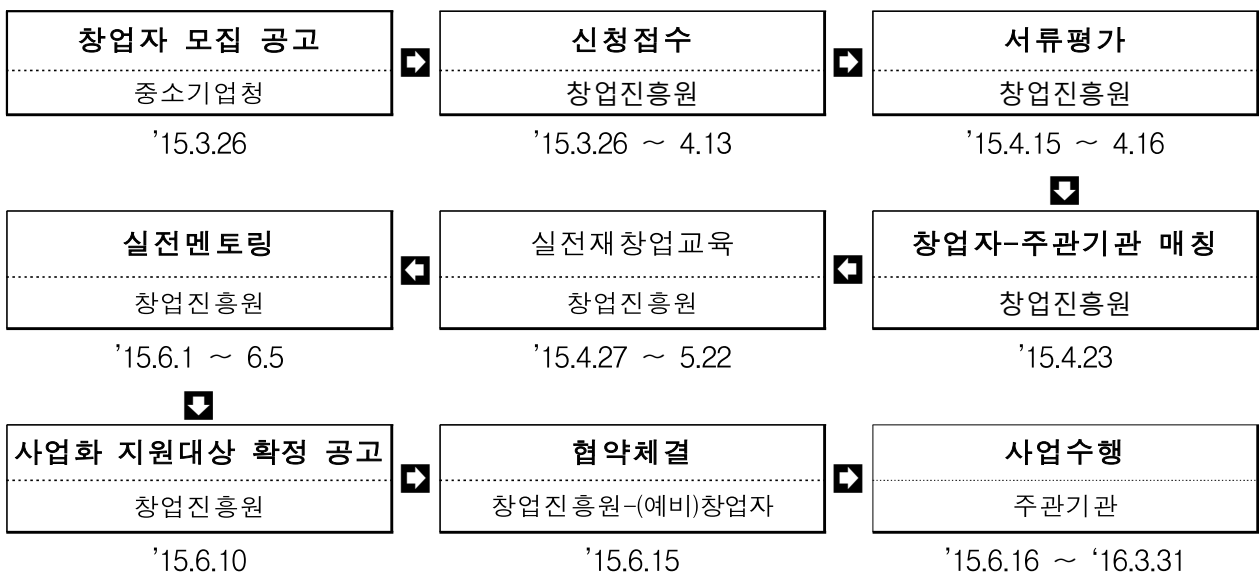 창업자 모집 공고
중소기업청
’15.3.26
신청접수
창업진흥원
’15.3.26 ~ 4.13
서류평가
창업진흥원
’15.4.15 ~ 4.16
창업자-주관기관 매칭
창업진흥원
’15.4.23
실전재창업교육
창업진흥원
’15.4.27 ~ 5.22
실전멘토링
창업진흥원
’15.6.1 ~ 6.5
사업화 지원대상 확정 공고
창업진흥원
’15.6.10
협약체결
창업진흥원-(예비)창업자
’15.6.15
사업수행
주관기관
’15.6.16 ~ ‘16.3.31